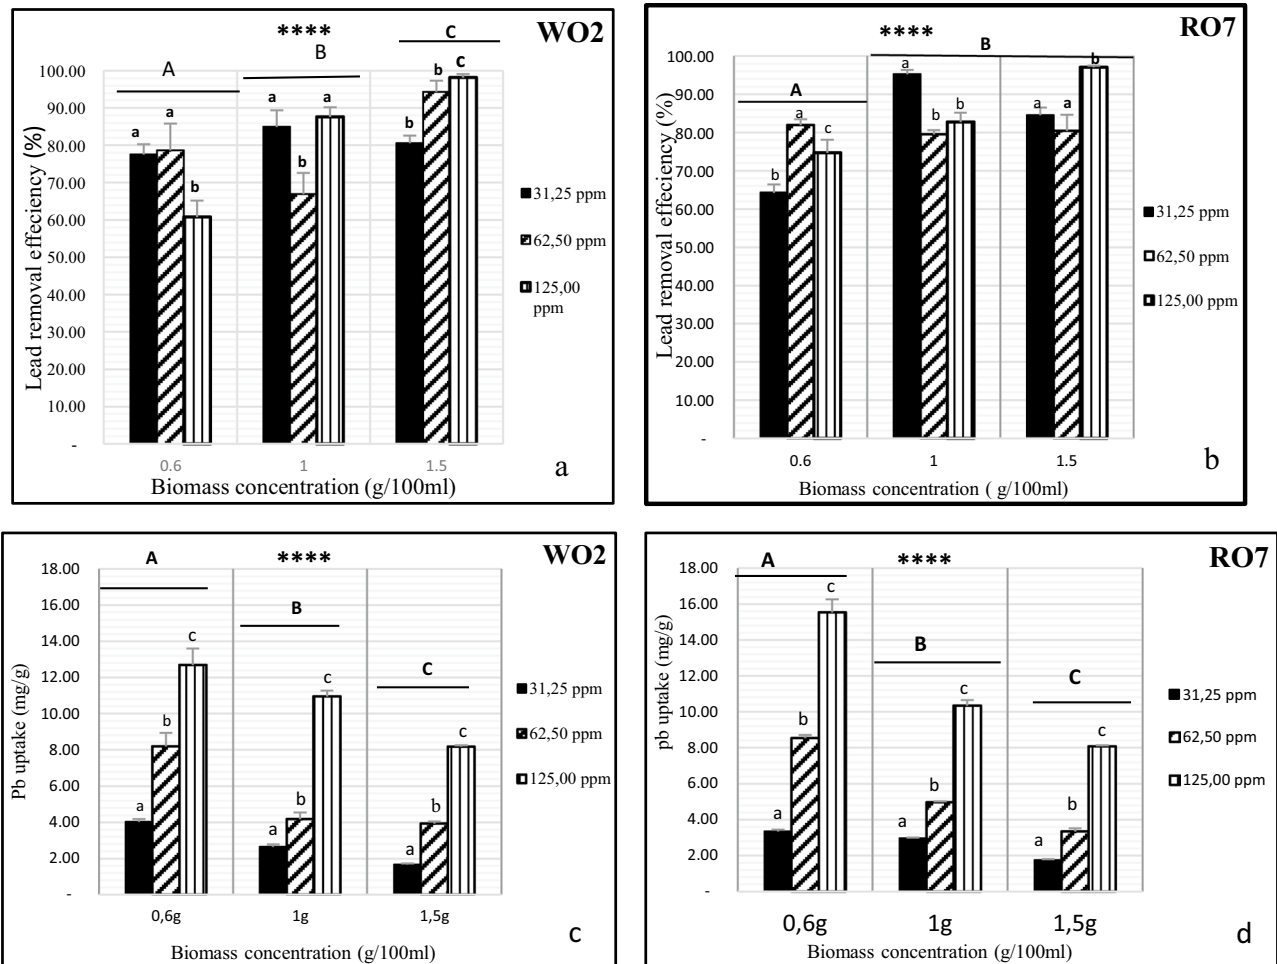 **** WO2
C
A
B
100.00
90.00
80.00
70.00
60.00
50.00
40.00
30.00
20.00
10.00
-
Lead removal effeciency (%)
a a b
a b a
b b c
0.6 1 1.5
Biomass concentration (g/100ml)
31,25 ppm
62,50 ppm
125,00
ppm
a
**** RO7
B
A
100.00
90.00
80.00
70.00
60.00
50.00
40.00
30.00
20.00
10.00
-
Lead removal effeciency (%)
b a c
a b b
a a b
0.6 1 1.5
Biomass concentration ( g/100ml)
31,25 ppm
62,50 ppm
125,00 ppm
b
**** WO2
A
B
C
18.00
16.00
14.00
12.00
10.00
8.00
6.00
4.00
2.00
-
Pb uptake (mg/g)
a b c
a b c
a b c
0,6g 1g 1,5g
Biomass concentration (g/100ml)
31,25 ppm
62,50 ppm
125,00 ppm
c
**** RO7
A
B
C
18.00
16.00
14.00
12.00
10.00
8.00
6.00
4.00
2.00
-
pb uptake (mg/g)
a b c
a b c
a b c
0,6g 1g 1,5g
Biomass concentration (g/100ml)
31,25 ppm
62,50 ppm
125,00 ppm
d